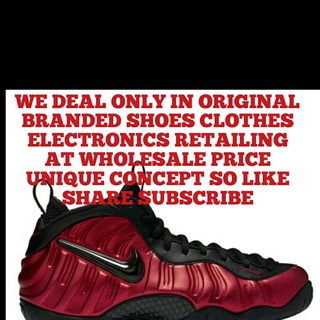 WE DEAL ONLY IN ORIGINAL
BRANDED SHOES CLOTHES
ELECTRONICS RETAILING
AT WHOLESALE PRICE
UNIQUE CONCEPT SO LIKE
SHARE SUBSCRIBE